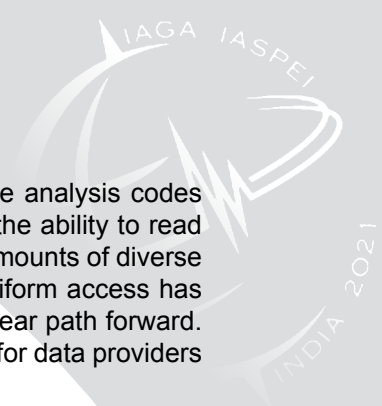 IAGA IASPEI
INDIA 2021
e analysis codes
the ability to read
mounts of diverse
iform access has
ear path forward.
for data providers